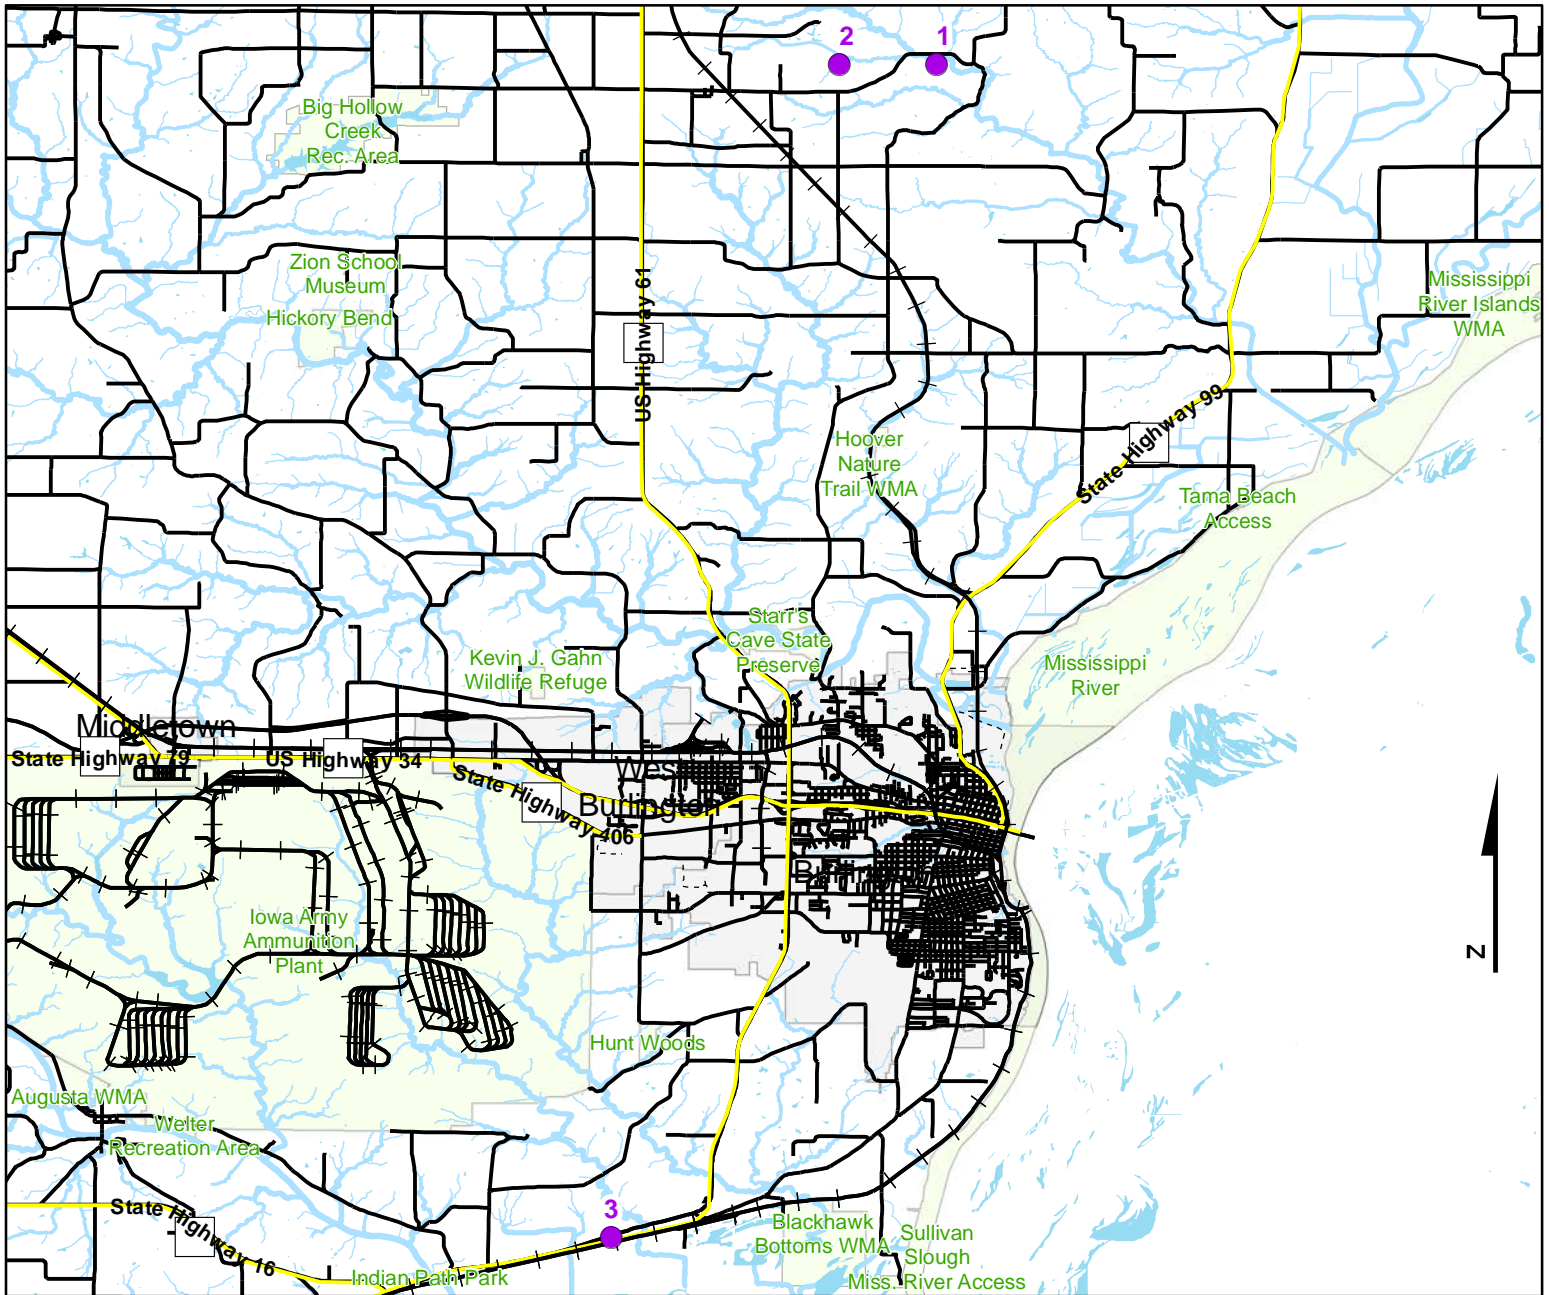 2
1
Big Hollow
Creek
Rec. Area
Zion School
Museum
Hickory Bend
US Highway 61
Mississippi
River Islands
WMA
State Highway 99
Hoover
Nature
Trail WMA
Tama Beach
Access
Starr's
Cave State
Preserve
Kevin J. Gahn
Wildlife Refuge
Mississippi
River
Middletown
State Highway 79
US Highway 34
State Highway 406
West
Burlington
Iowa Army
Ammunition
Plant
N
Hunt Woods
Augusta WMA
Welter
Recreation Area
State Highway 16
3
Indian Path Park
Blackhawk
Bottoms WMA
Sullivan
Slough
Miss. River Access